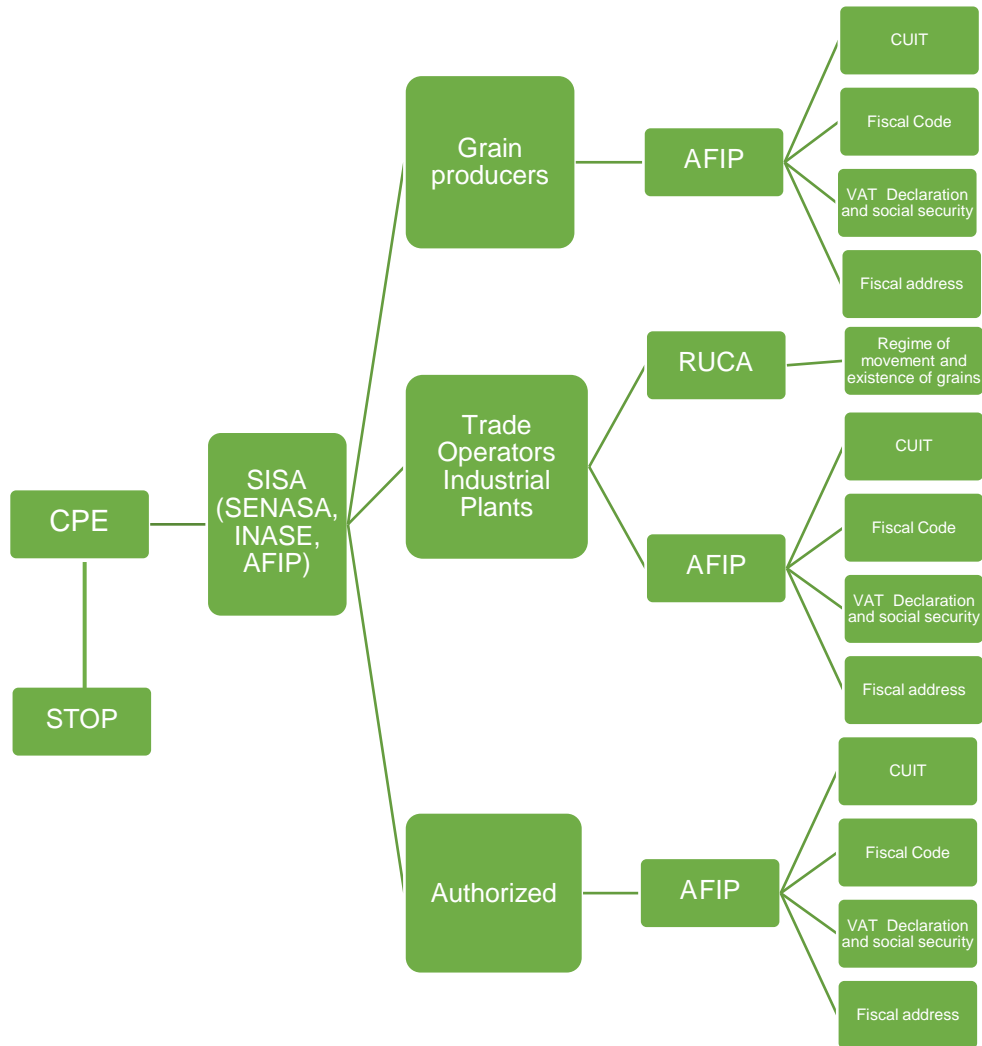 CPE
STOP
SISA
(SENASA,
INASE,
AFIP)
Grain
producers
AFIP
CUIT
Fiscal Code
VAT Declaration
and social security
Fiscal address
Trade
Operators
Industrial
Plants
RUCA
Regime of
movement and
existence of grains
AFIP
CUIT
Fiscal Code
VAT Declaration
and social security
Fiscal address
Authorized
AFIP
CUIT
Fiscal Code
VAT Declaration
and social security
Fiscal address